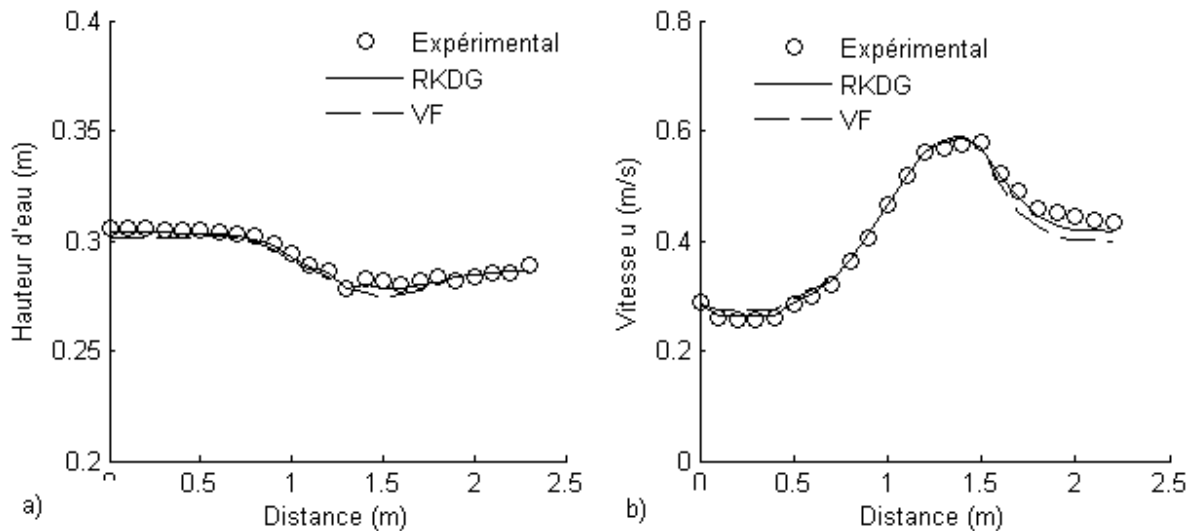 0.4
0.35
0.3
0.25
0.2
Hauteur d'eau (m)
Expérimental
RKDG
VF
0.5
1
1.5
2
2.5
Distance (m)
a)
0.8
0.6
0.4
0.2
0
Vitesse u (m/s)
Expérimental
RKDG
VF
0
0.5
1
1.5
2
2.5
Distance (m)
b)